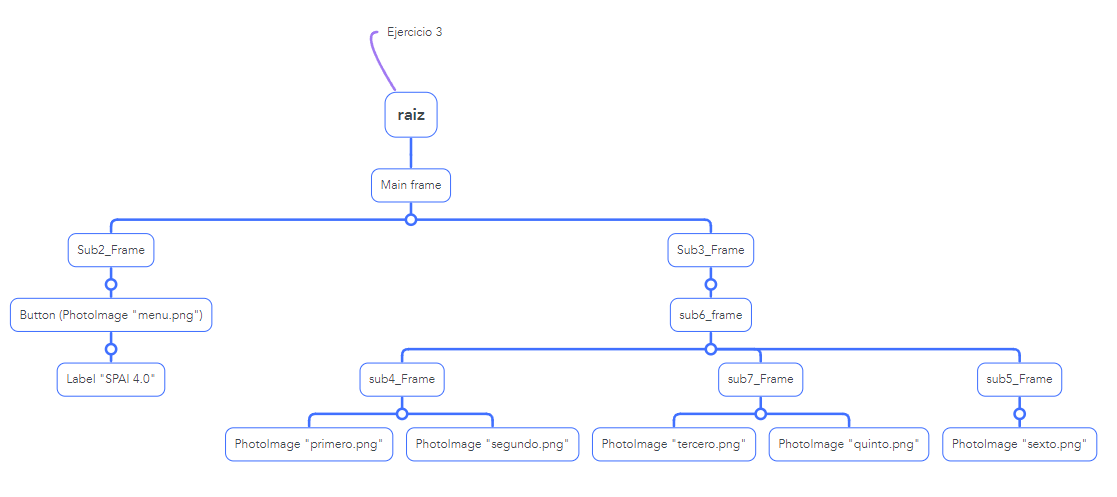 Ejercicio 3
raiz
Main frame
Sub2_Frame
Sub3_Frame
Button (PhotoImage "menu.png")
sub6_frame
Label "SPAI 4.0"
sub4_Frame
sub7_Frame
sub5_Frame
PhotoImage "primero.png"
PhotoImage "segundo.png"
PhotoImage "tercero.png"
PhotoImage "quinto.png"
PhotoImage "sexto.png"